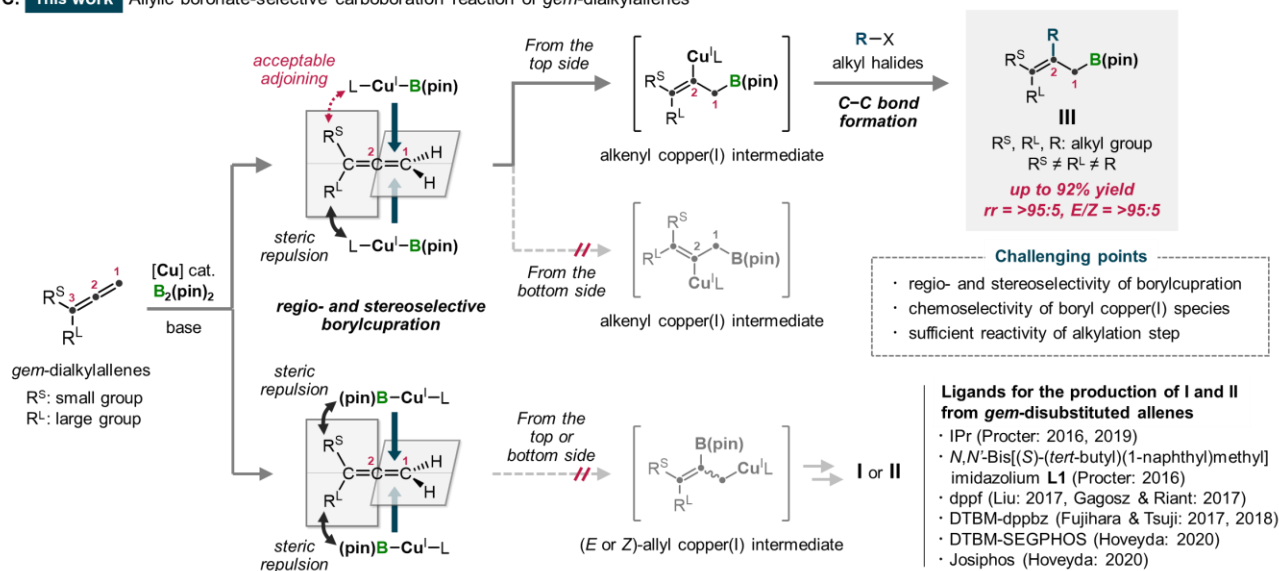 C. This work Allylic boronate-selective carboboration reaction of gem-dialkylallenes
acceptable
adjoining
L–Cuᴵ–B(pin)
Rˢ
2
1
C=C=C
H
H
Rᴸ
steric
repulsion
L–Cuᴵ–B(pin)
regio- and stereoselective
borylcupration
From the
top side
CuᴵL
Rˢ
B(pin)
2
1
Rᴸ
alkenyl copper(I) intermediate
From the
bottom side
Rˢ
1
2
B(pin)
Rᴸ
CuᴵL
alkenyl copper(I) intermediate
R–X
alkyl halides
C–C bond
formation
R
Rˢ
B(pin)
2
1
Rᴸ
III
Rˢ, Rᴸ, R: alkyl group
Rˢ ≠ Rᴸ ≠ R
up to 92% yield
rr = >95:5, E/Z = >95:5
Challenging points
· regio- and stereoselectivity of borylcupration
· chemoselectivity of boryl copper(I) species
· sufficient reactivity of alkylation step
1
2
3
Rˢ
Rᴸ
gem-dialkylallenes
Rˢ: small group
Rᴸ: large group
[Cu] cat.
B₂(pin)₂
base
steric
repulsion
(pin)B–Cuᴵ–L
Rˢ
2
1
C=C=C
H
H
Rᴸ
steric
repulsion
(pin)B–Cuᴵ–L
From the
top or
bottom side
B(pin)
Rˢ
CuᴵL
Rᴸ
(E or Z)-allyl copper(I) intermediate
I or II
Ligands for the production of I and II
from gem-disubstituted allenes
· IPr (Procter: 2016, 2019)
· N,N'-Bis[(S)-(tert-butyl)(1-naphthyl)methyl]
imidazolium L1 (Procter: 2016)
· dppf (Liu: 2017, Gagosz & Riant: 2017)
· DTBM-dppbz (Fujihara & Tsuji: 2017, 2018)
· DTBM-SEGPHOS (Hoveyda: 2020)
· Josiphos (Hoveyda: 2020)